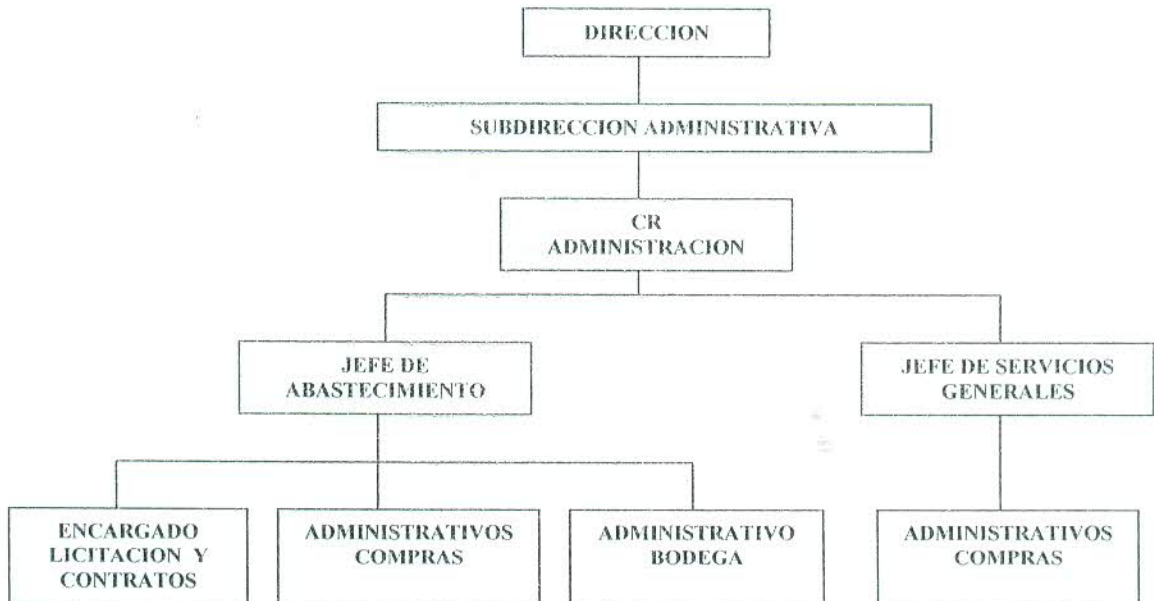 DIRECCION
SUBDIRECCION ADMINISTRATIVA
CR
ADMINISTRACION
JEFE DE
ABASTECIMIENTO
JEFE DE SERVICIOS
GENERALES
ENCARGADO
LICITACION Y
CONTRATOS
ADMINISTRATIVOS
COMPRAS
ADMINISTRATIVO
BODEGA
ADMINISTRATIVOS
COMPRAS